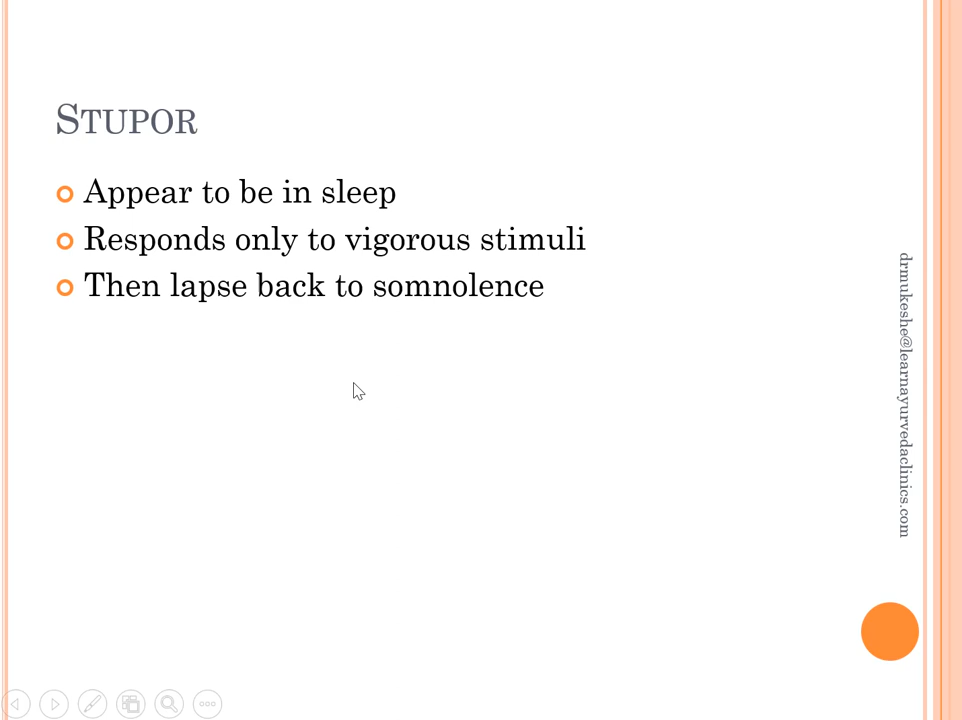 STUPOR
Appear to be in sleep
Responds only to vigorous stimuli
Then lapse back to somnolence
drmukeshe@learnayurvedaclinics.com